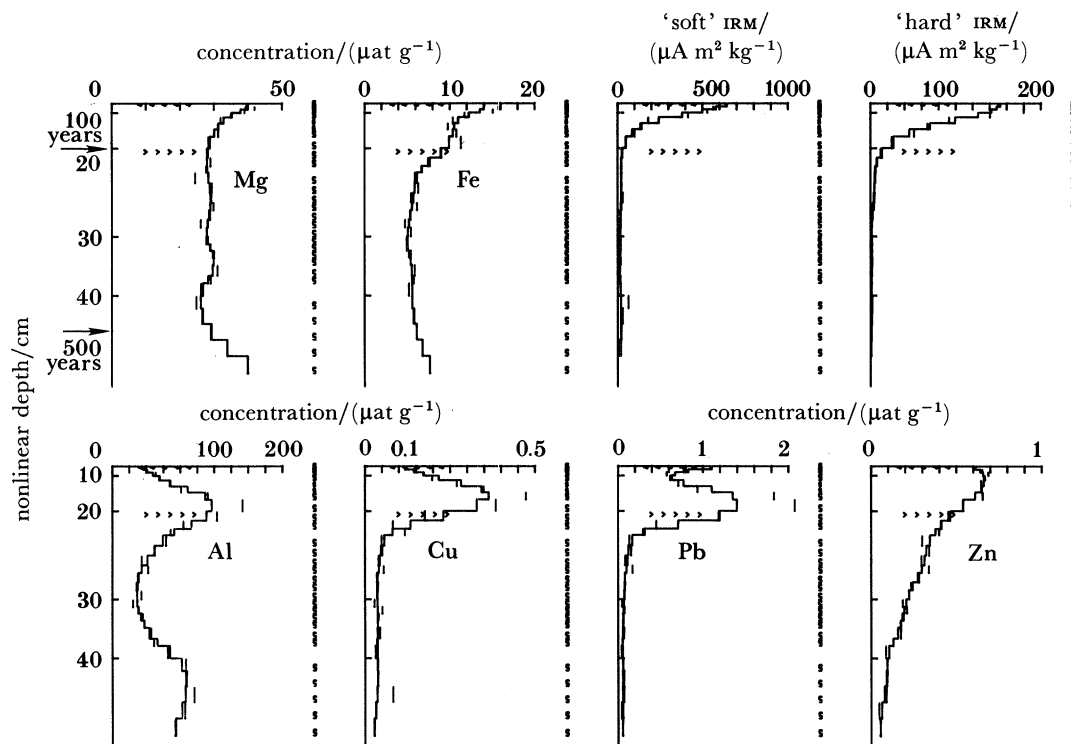 'soft' IRM/ 'hard' IRM/
concentration/(μat g⁻¹) concentration/(μat g⁻¹) (μA m² kg⁻¹) (μA m² kg⁻¹)
0 50 0 10 20 0 500 1000 0 100 200
100
years
20
Mg Fe
30
40
500
years
nonlinear depth/cm
concentration/(μat g⁻¹) concentration/(μat g⁻¹)
0 100 200 0 0.1 0.5 0 1 2 0 1
10
20
Al Cu Pb Zn
30
40